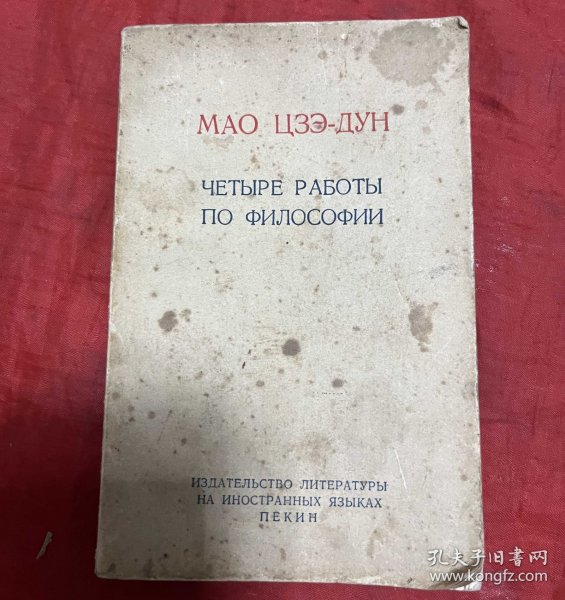 МАО ЦЗЭ-ДУН
ЧЕТЫРЕ РАБОТЫ
ПО ФИЛОСОФИИ
ИЗДАТЕЛЬСТВО ЛИТЕРАТУРЫ
НА ИНОСТРАННЫХ ЯЗЫКАХ
ПЕКИН
孔夫子旧书网
www.kongfz.com